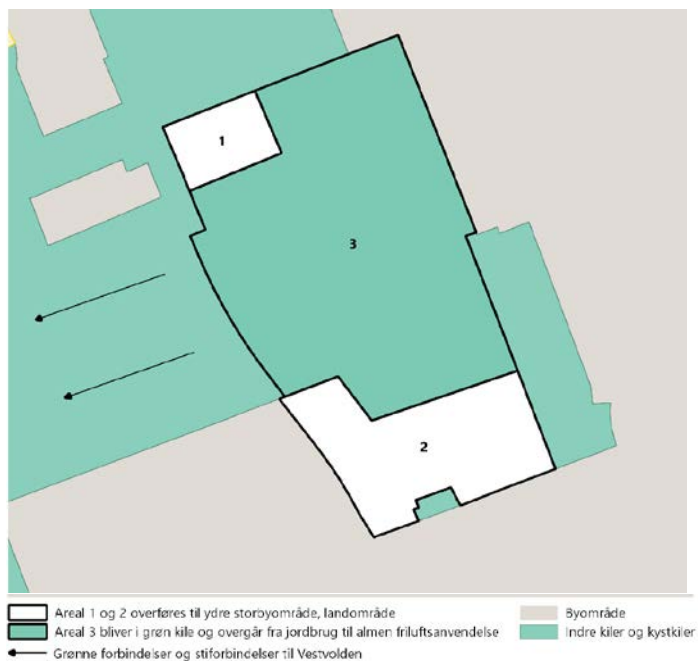 1
3
2
Areal 1 og 2 overføres til ydre storbyområde, landområde
Byområde
Areal 3 bliver i grøn kile og overgår fra jordbrug til almen friluftsanvendelse
Indre kiler og kystkiler
Grønne forbindelser og stiforbindelser til Vestvolden